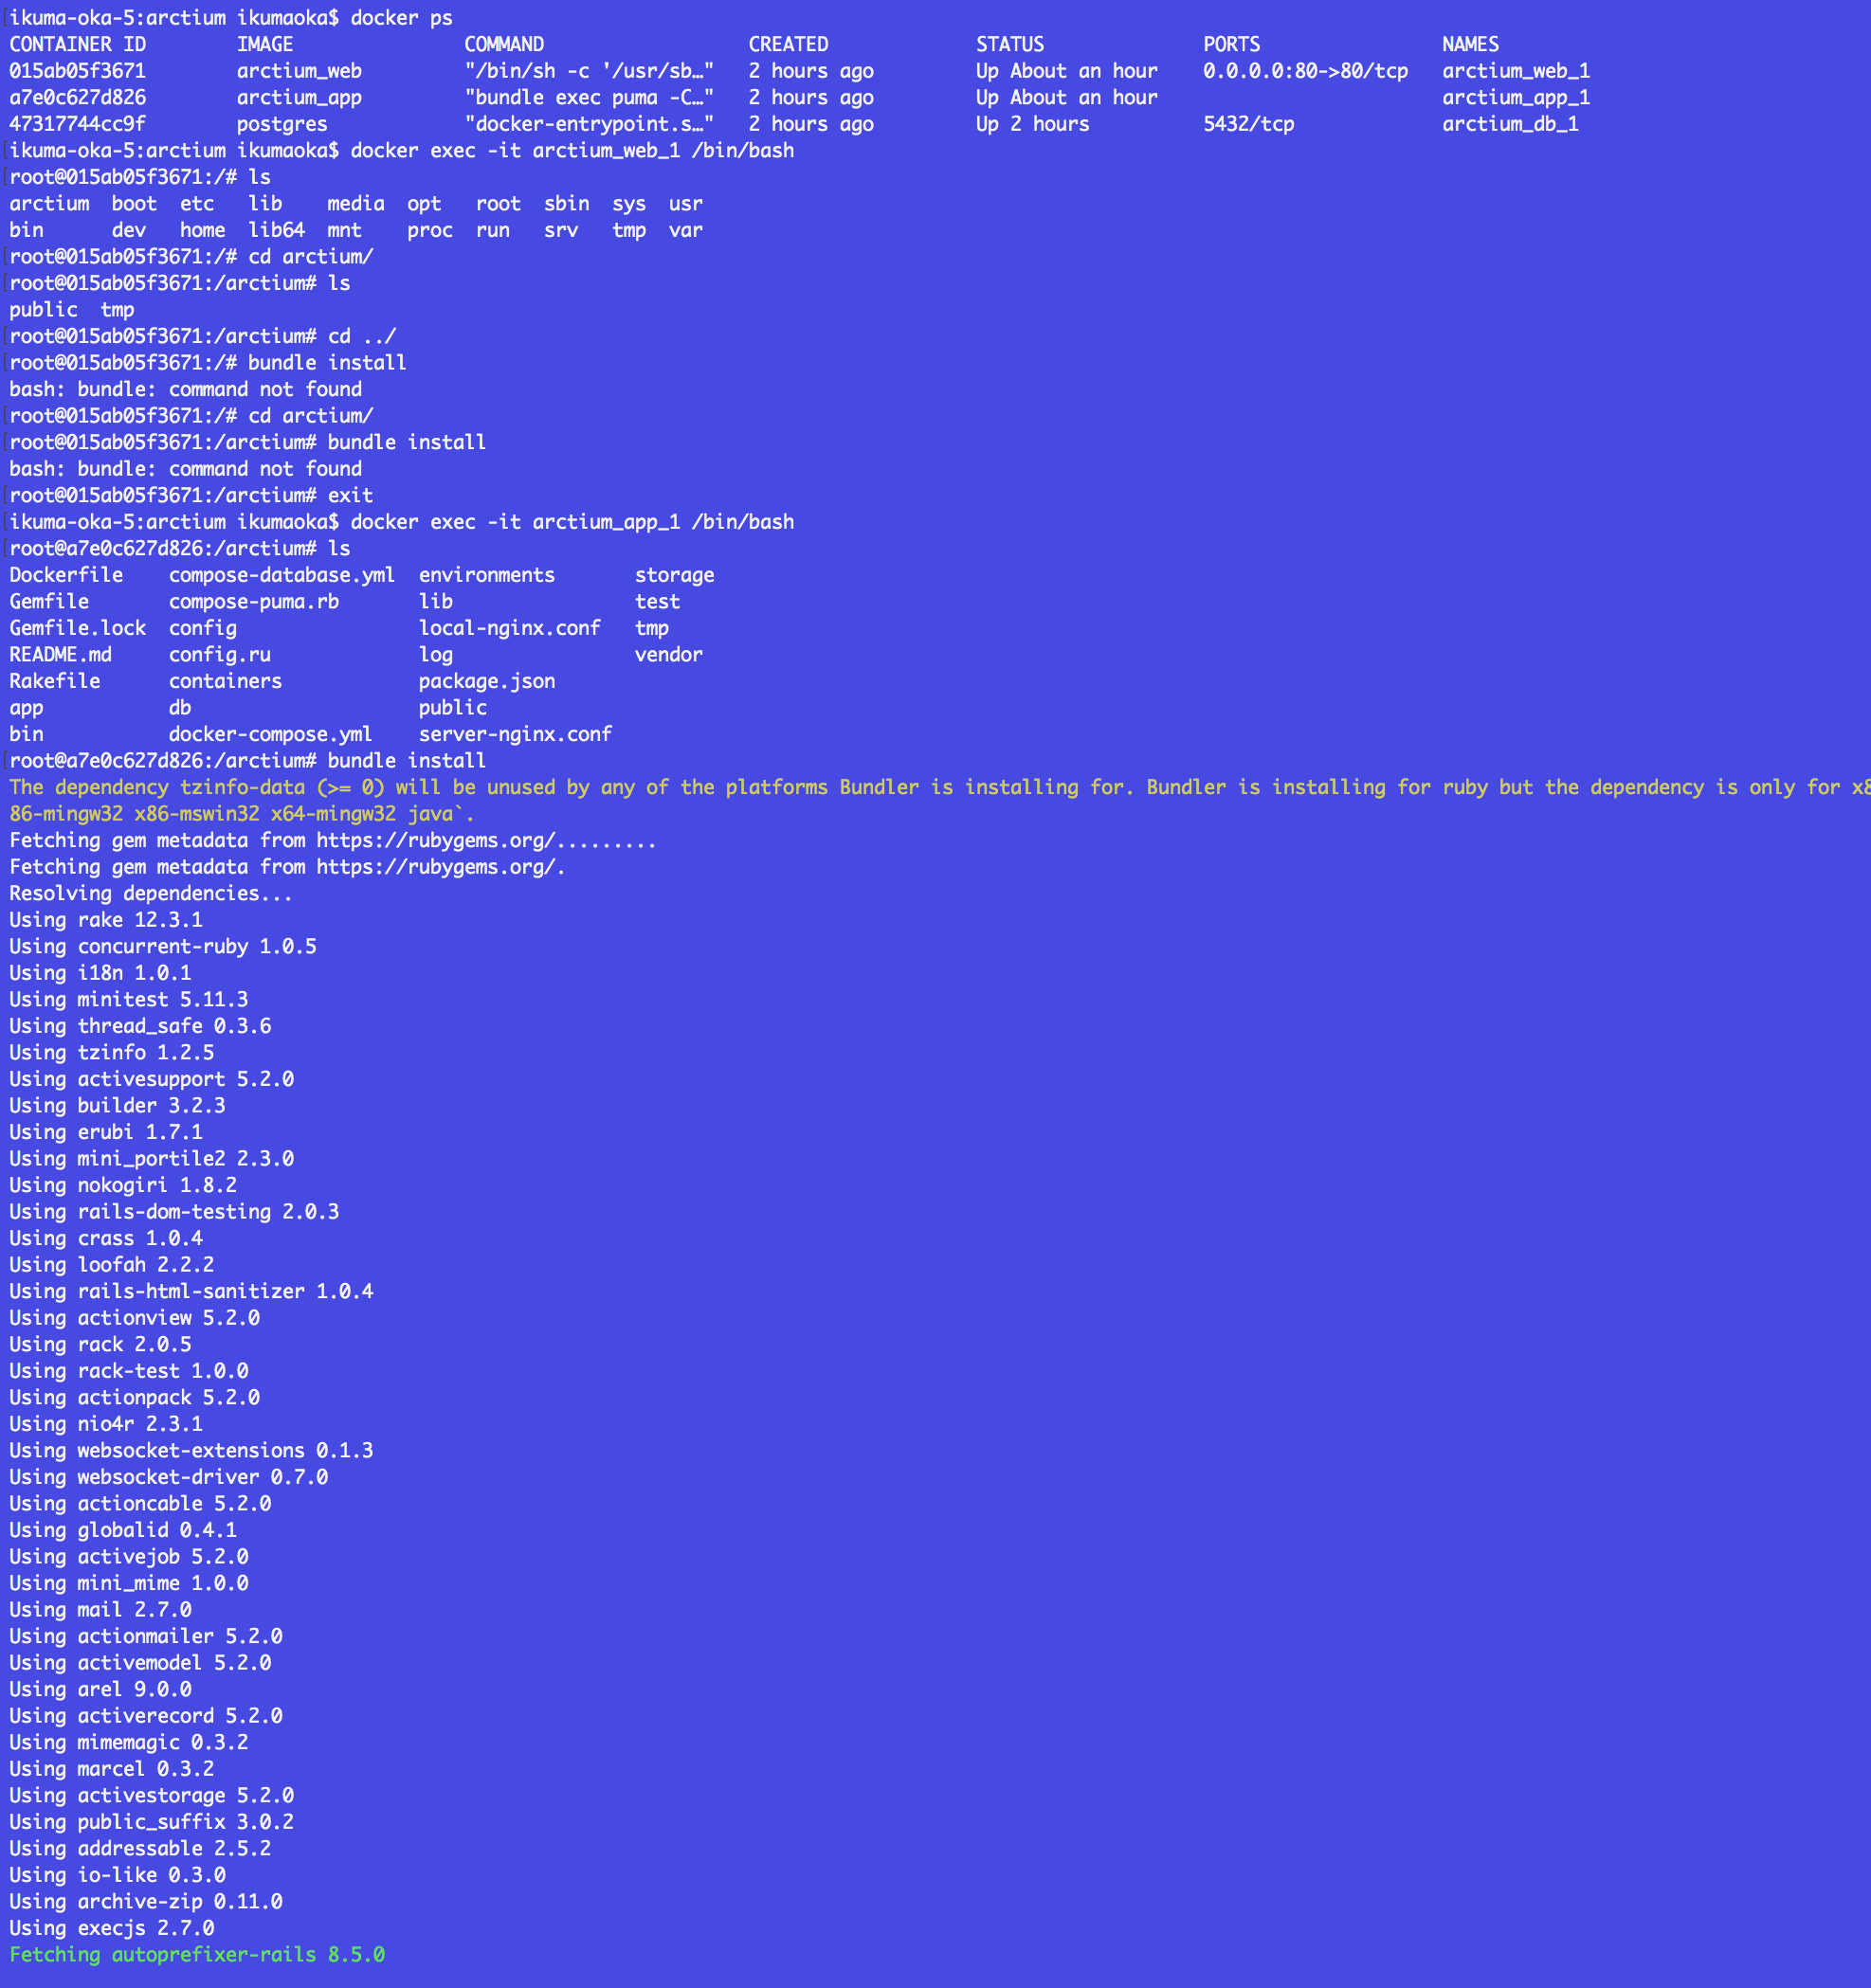 ikuma-oka-5:arctium ikumaoka$ docker ps
CONTAINER ID        IMAGE               COMMAND                  CREATED             STATUS              PORTS                NAMES
015ab05f3671        arctium_web         "/bin/sh -c '/usr/sb…"   2 hours ago         Up About an hour    0.0.0.0:80->80/tcp   arctium_web_1
a7e0c627d826        arctium_app         "bundle exec puma -C…"   2 hours ago         Up About an hour                         arctium_app_1
47317744cc9f        postgres            "docker-entrypoint.s…"   2 hours ago         Up 2 hours          5432/tcp             arctium_db_1
ikuma-oka-5:arctium ikumaoka$ docker exec -it arctium_web_1 /bin/bash
root@015ab05f3671:/# ls
arctium  boot  etc   lib    media  opt   root  sbin  sys  usr
bin      dev   home  lib64  mnt    proc  run   srv   tmp  var
root@015ab05f3671:/# cd arctium/
root@015ab05f3671:/arctium# ls
public  tmp
root@015ab05f3671:/arctium# cd ../
root@015ab05f3671:/# bundle install
bash: bundle: command not found
root@015ab05f3671:/# cd arctium/
root@015ab05f3671:/arctium# bundle install
bash: bundle: command not found
root@015ab05f3671:/arctium# exit
ikuma-oka-5:arctium ikumaoka$ docker exec -it arctium_app_1 /bin/bash
root@a7e0c627d826:/arctium# ls
Dockerfile    compose-database.yml  environments       storage
Gemfile       compose-puma.rb       lib                test
Gemfile.lock  config                local-nginx.conf   tmp
README.md     config.ru             log                vendor
Rakefile      containers            package.json
app           db                    public
bin           docker-compose.yml    server-nginx.conf
root@a7e0c627d826:/arctium# bundle install
The dependency tzinfo-data (>= 0) will be unused by any of the platforms Bundler is installing for. Bundler is installing for ruby but the dependency is only for x8
86-mingw32 x86-mswin32 x64-mingw32 java`.
Fetching gem metadata from https://rubygems.org/.........
Fetching gem metadata from https://rubygems.org/.
Resolving dependencies...
Using rake 12.3.1
Using concurrent-ruby 1.0.5
Using i18n 1.0.1
Using minitest 5.11.3
Using thread_safe 0.3.6
Using tzinfo 1.2.5
Using activesupport 5.2.0
Using builder 3.2.3
Using erubi 1.7.1
Using mini_portile2 2.3.0
Using nokogiri 1.8.2
Using rails-dom-testing 2.0.3
Using crass 1.0.4
Using loofah 2.2.2
Using rails-html-sanitizer 1.0.4
Using actionview 5.2.0
Using rack 2.0.5
Using rack-test 1.0.0
Using actionpack 5.2.0
Using nio4r 2.3.1
Using websocket-extensions 0.1.3
Using websocket-driver 0.7.0
Using actioncable 5.2.0
Using globalid 0.4.1
Using activejob 5.2.0
Using mini_mime 1.0.0
Using mail 2.7.0
Using actionmailer 5.2.0
Using activemodel 5.2.0
Using arel 9.0.0
Using activerecord 5.2.0
Using mimemagic 0.3.2
Using marcel 0.3.2
Using activestorage 5.2.0
Using public_suffix 3.0.2
Using addressable 2.5.2
Using io-like 0.3.0
Using archive-zip 0.11.0
Using execjs 2.7.0
Fetching autoprefixer-rails 8.5.0